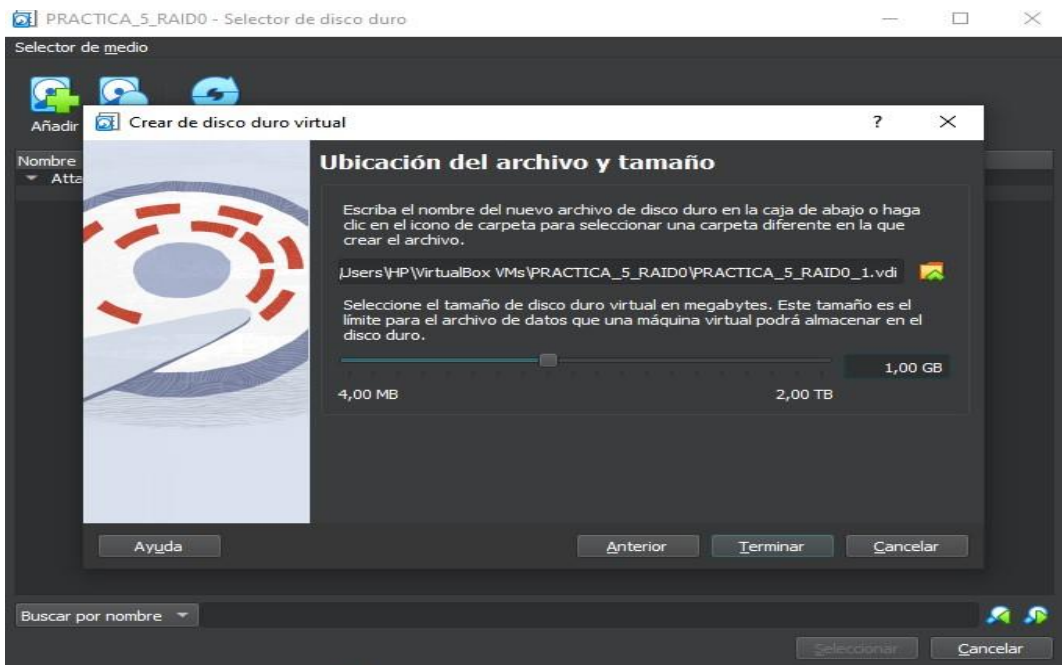 PRACTICA_5_RAID0 - Selector de disco duro
Selector de medio
Añadir
Crear de disco duro virtual
?
Nombre
Atta
Ubicación del archivo y tamaño
Escriba el nombre del nuevo archivo de disco duro en la caja de abajo o haga
clic en el icono de carpeta para seleccionar una carpeta diferente en la que
crear el archivo.
Users\HP\VirtualBox VMs\PRACTICA_5_RAID0\PRACTICA_5_RAID0_1.vdi
Seleccione el tamaño de disco duro virtual en megabytes. Este tamaño es el
límite para el archivo de datos que una máquina virtual podrá almacenar en el
disco duro.
1,00 GB
4,00 MB 2,00 TB
Ayuda Anterior Terminar Cancelar
Buscar por nombre
Seleccionar Cancelar